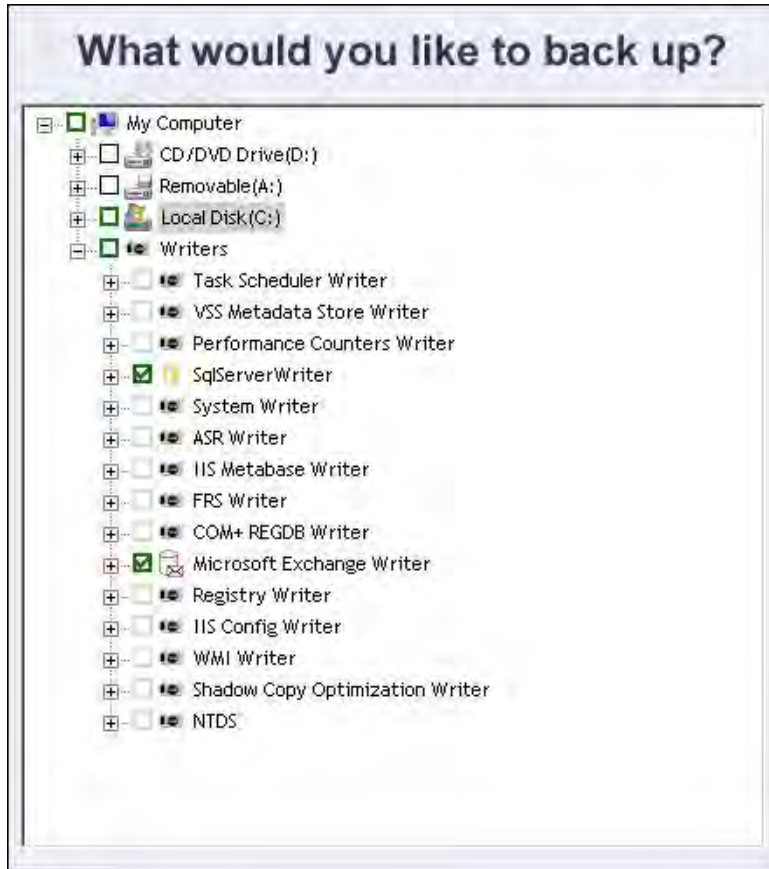 What would you like to back up?
My Computer
CD/DVD Drive(D:)
Removable(A:)
Local Disk(C:)
Writers
Task Scheduler Writer
VSS Metadata Store Writer
Performance Counters Writer
SqlServerWriter
System Writer
ASR Writer
IIS Metabase Writer
FRS Writer
COM+ REGDB Writer
Microsoft Exchange Writer
Registry Writer
IIS Config Writer
WMI Writer
Shadow Copy Optimization Writer
NTDS